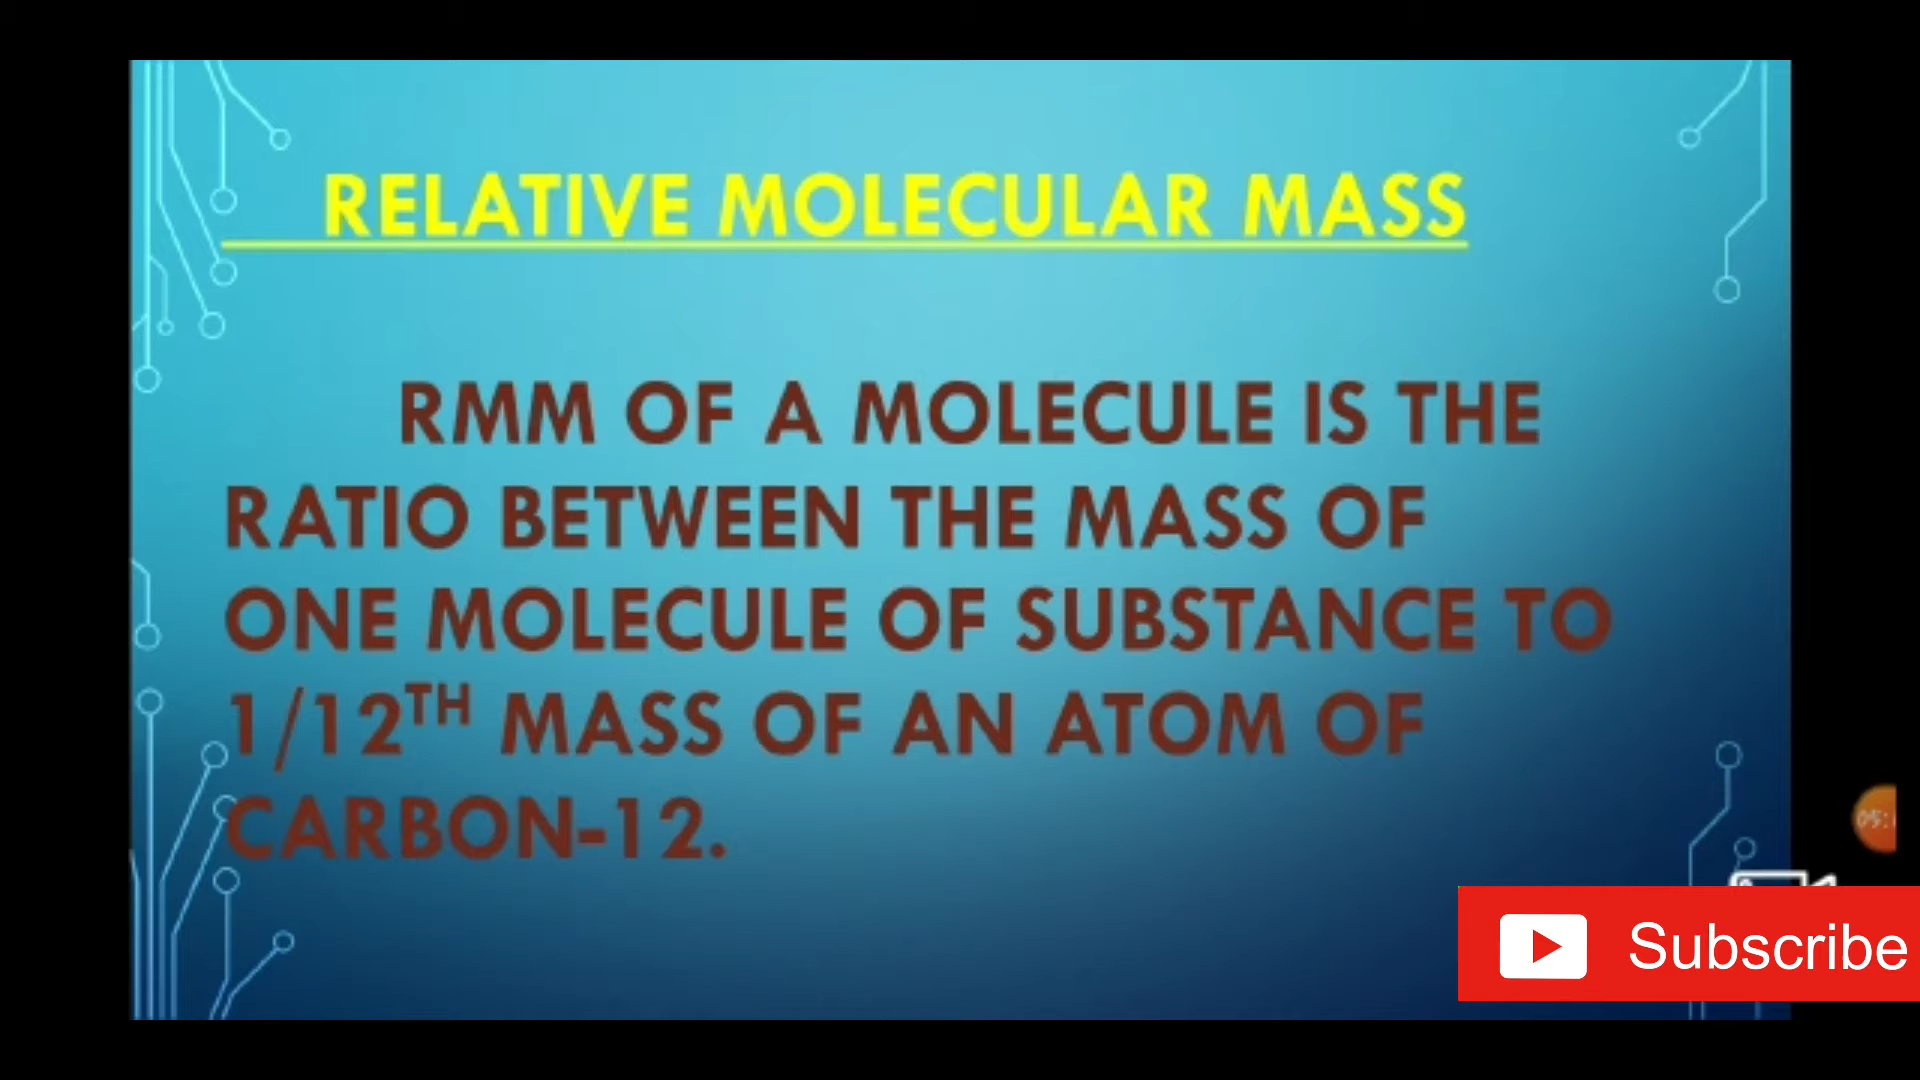 RELATIVE MOLECULAR MASS
RMM OF A MOLECULE IS THE
RATIO BETWEEN THE MASS OF
ONE MOLECULE OF SUBSTANCE TO
1/12TH MASS OF AN ATOM OF
CARBON-12.
Subscribe